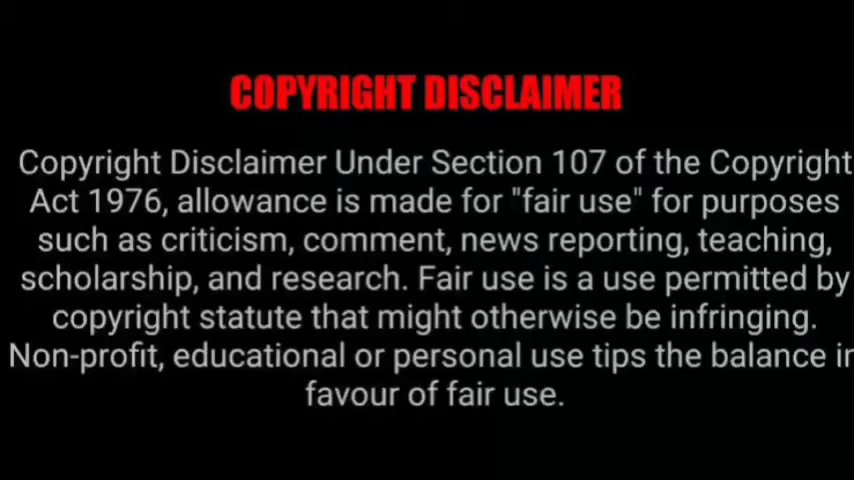 COPYRIGHT DISCLAIMER
Copyright Disclaimer Under Section 107 of the Copyright
Act 1976, allowance is made for "fair use" for purposes
such as criticism, comment, news reporting, teaching,
scholarship, and research. Fair use is a use permitted by
copyright statute that might otherwise be infringing.
Non-profit, educational or personal use tips the balance in
favour of fair use.